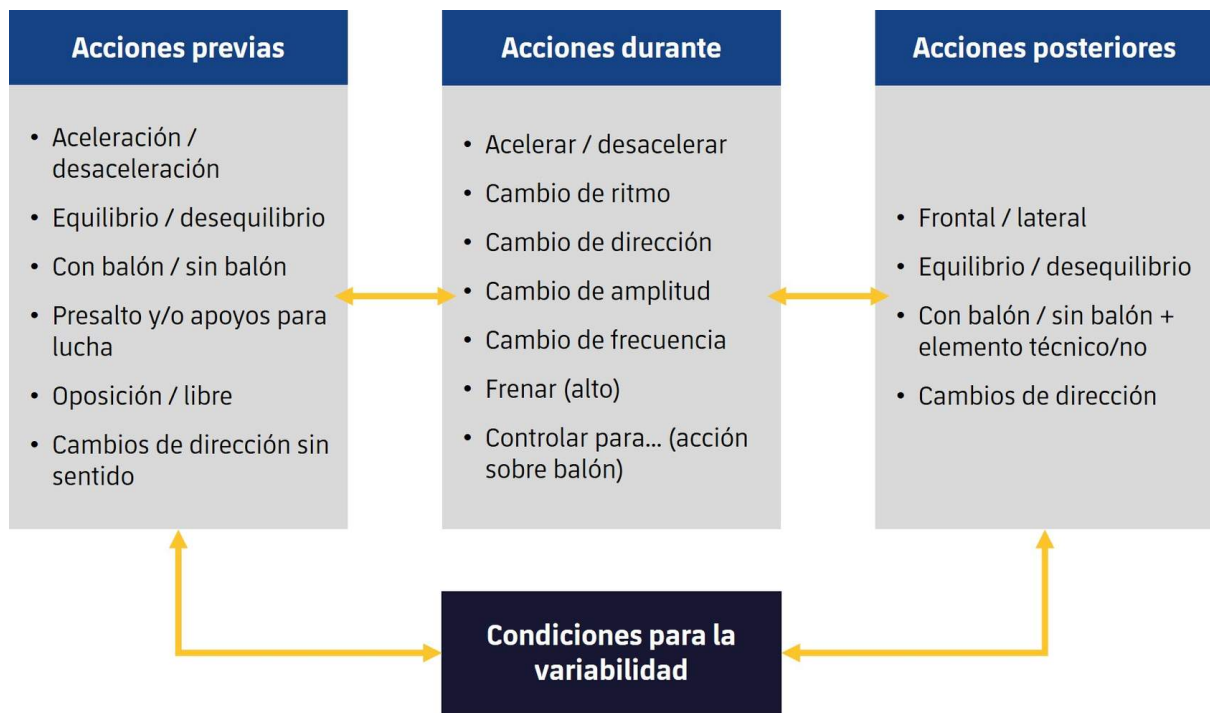 Acciones previas
• Aceleración /
desaceleración
• Equilibrio / desequilibrio
• Con balón / sin balón
• Presalto y/o apoyos para
lucha
• Oposición / libre
• Cambios de dirección sin
sentido
Acciones durante
• Acelerar / desacelerar
• Cambio de ritmo
• Cambio de dirección
• Cambio de amplitud
• Cambio de frecuencia
• Frenar (alto)
• Controlar para... (acción
sobre balón)
Acciones posteriores
• Frontal / lateral
• Equilibrio / desequilibrio
• Con balón / sin balón +
elemento técnico/no
• Cambios de dirección
Condiciones para la
variabilidad